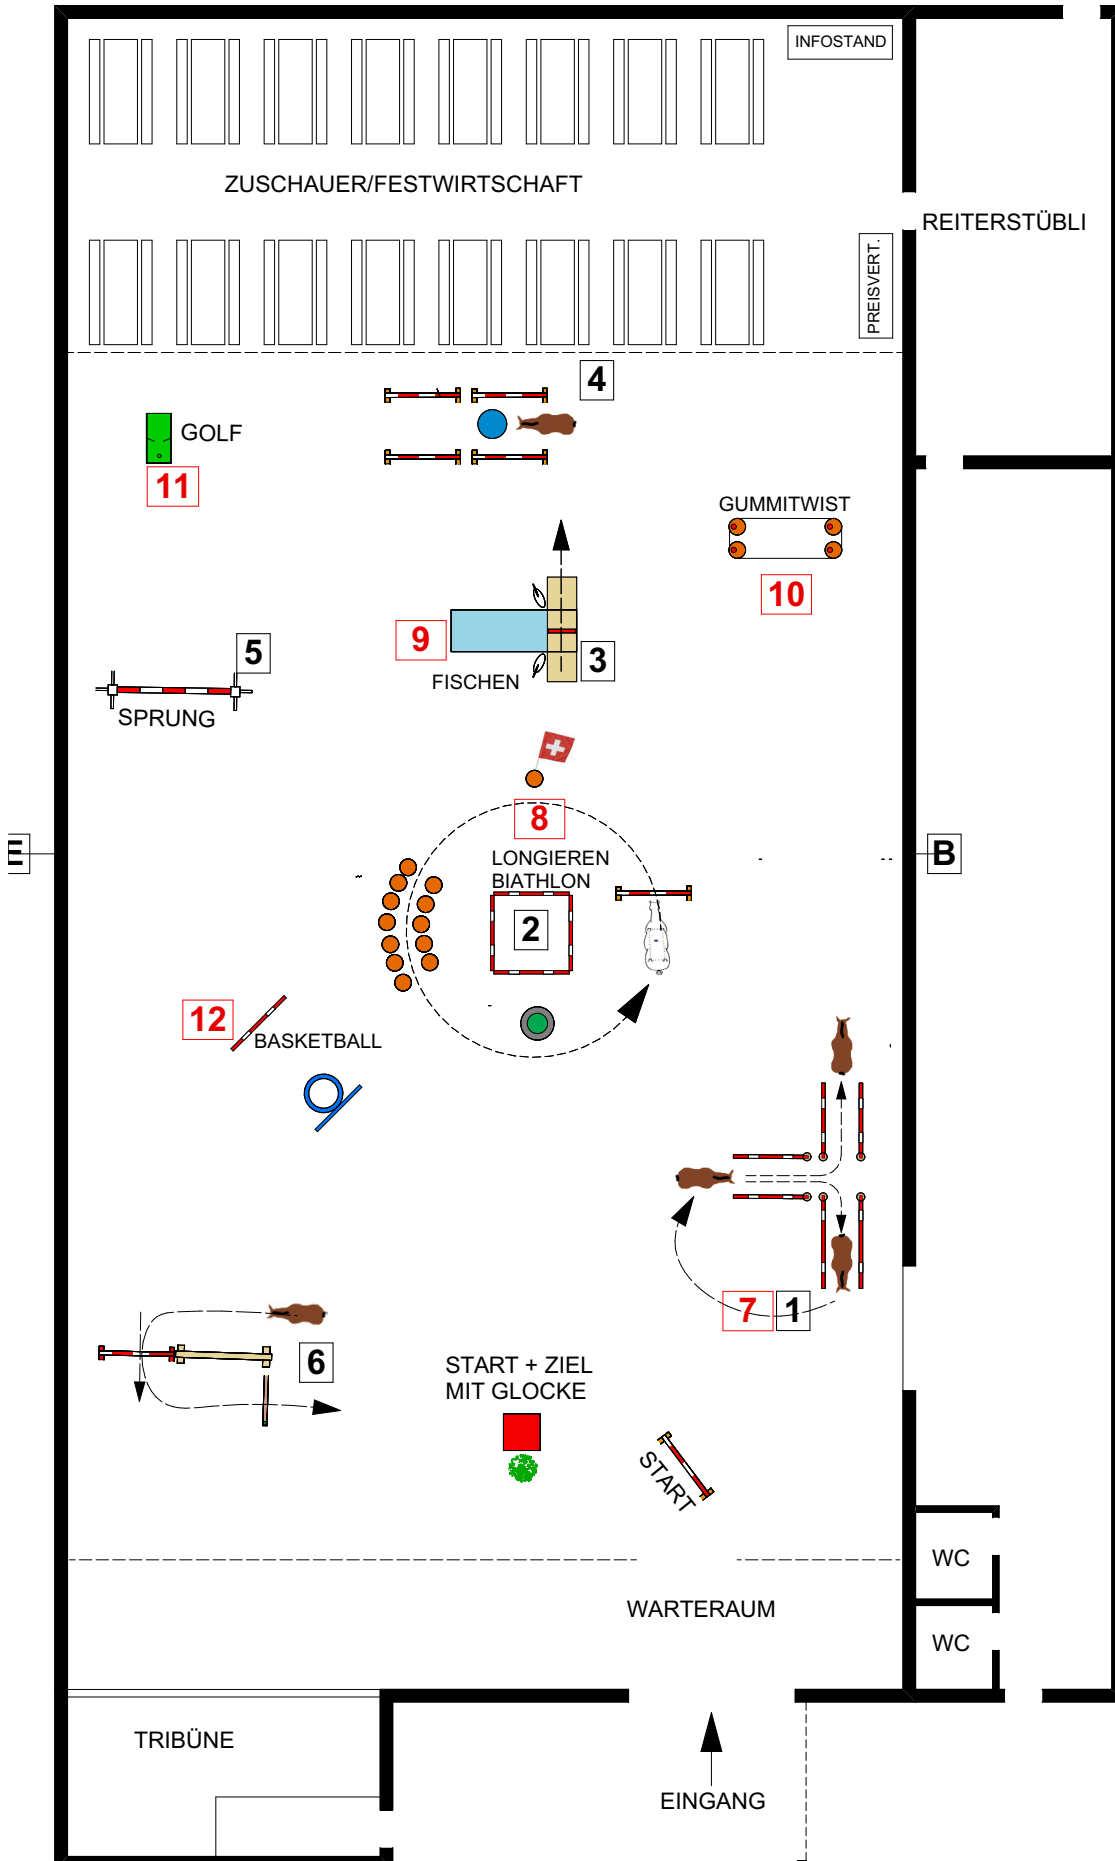 INFOSTAND
ZUSCHAUER/FESTWIRTSCHAFT
REITERSTÜBLI
PREISVERT.
4
GOLF
11
GUMMITWIST
10
9
3
FISCHEN
5
SPRUNG
8
E
B
LONGIEREN
BIATHLON
2
12
BASKETBALL
7
1
6
START + ZIEL
MIT GLOCKE
START
WC
WARTERAUM
WC
TRIBÜNE
EINGANG